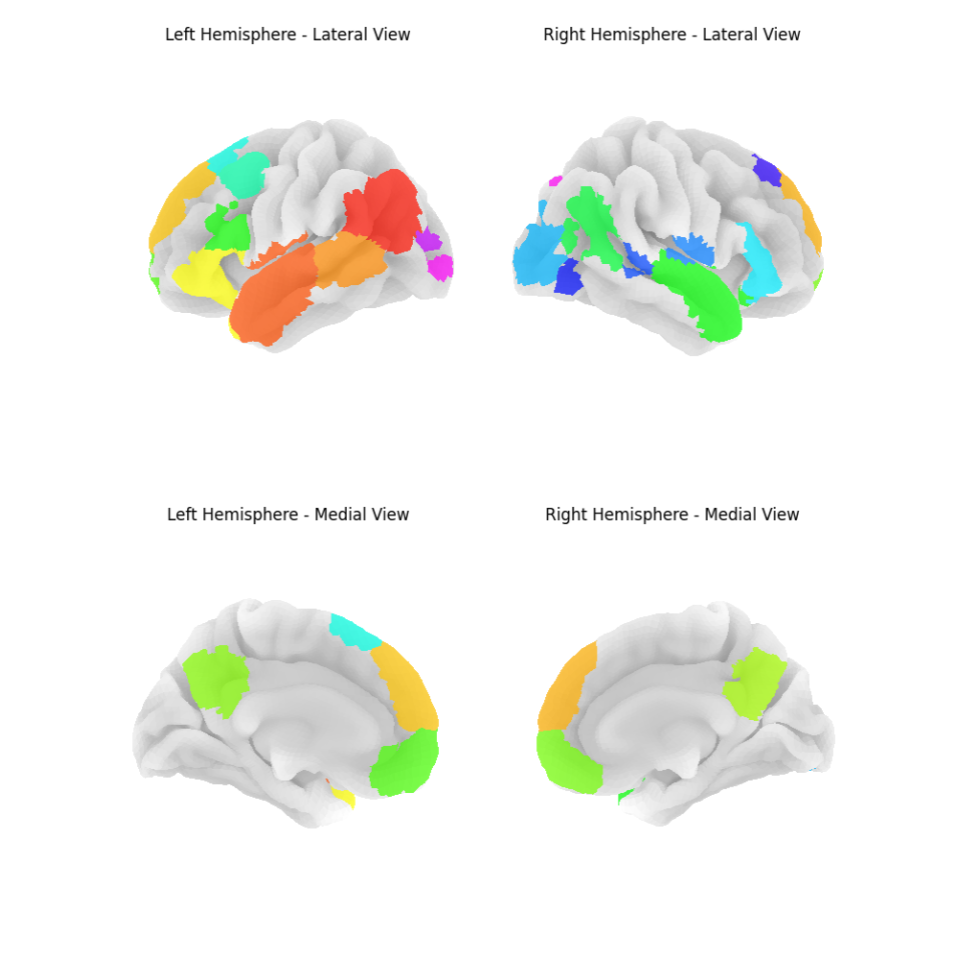 Left Hemisphere - Lateral View
Right Hemisphere - Lateral View
Left Hemisphere - Medial View
Right Hemisphere - Medial View